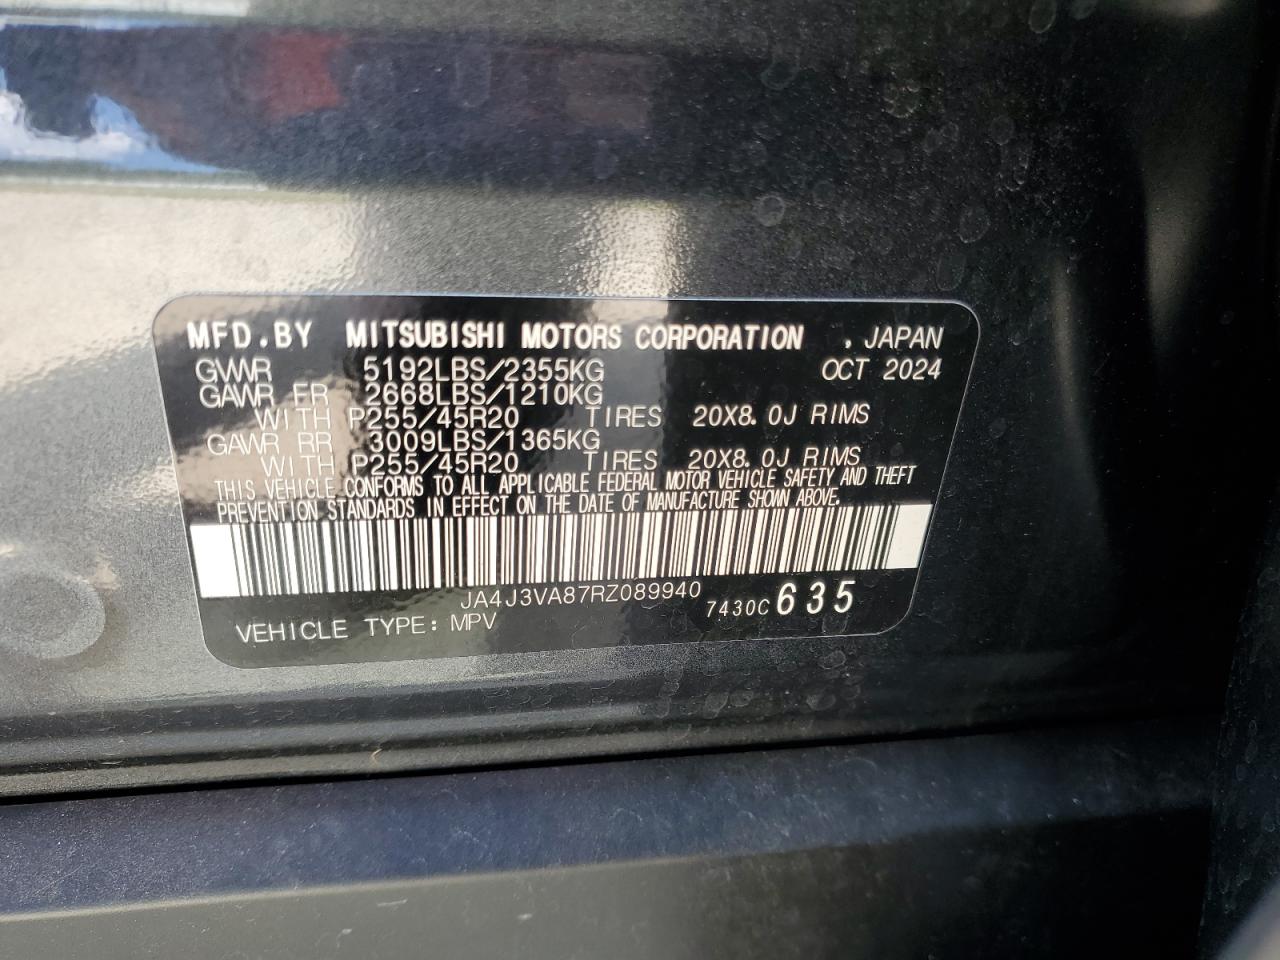 MFD.BY MITSUBISHI MOTORS CORPORATION , JAPAN
GVWR 5192LBS/2355KG OCT 2024
GAWR FR 2668LBS/1210KG
WITH P255/45R20 TIRES 20X8.0J RIMS
GAWR RR 3009LBS/1365KG
WITH P255/45R20 TIRES 20X8.0J RIMS
THIS VEHICLE CONFORMS TO ALL APPLICABLE FEDERAL MOTOR VEHICLE SAFETY AND THEFT
PREVENTION STANDARDS IN EFFECT ON THE DATE OF MANUFACTURE SHOWN ABOVE.
JA4J3VA87RZ089940 7430C 635
VEHICLE TYPE: MPV